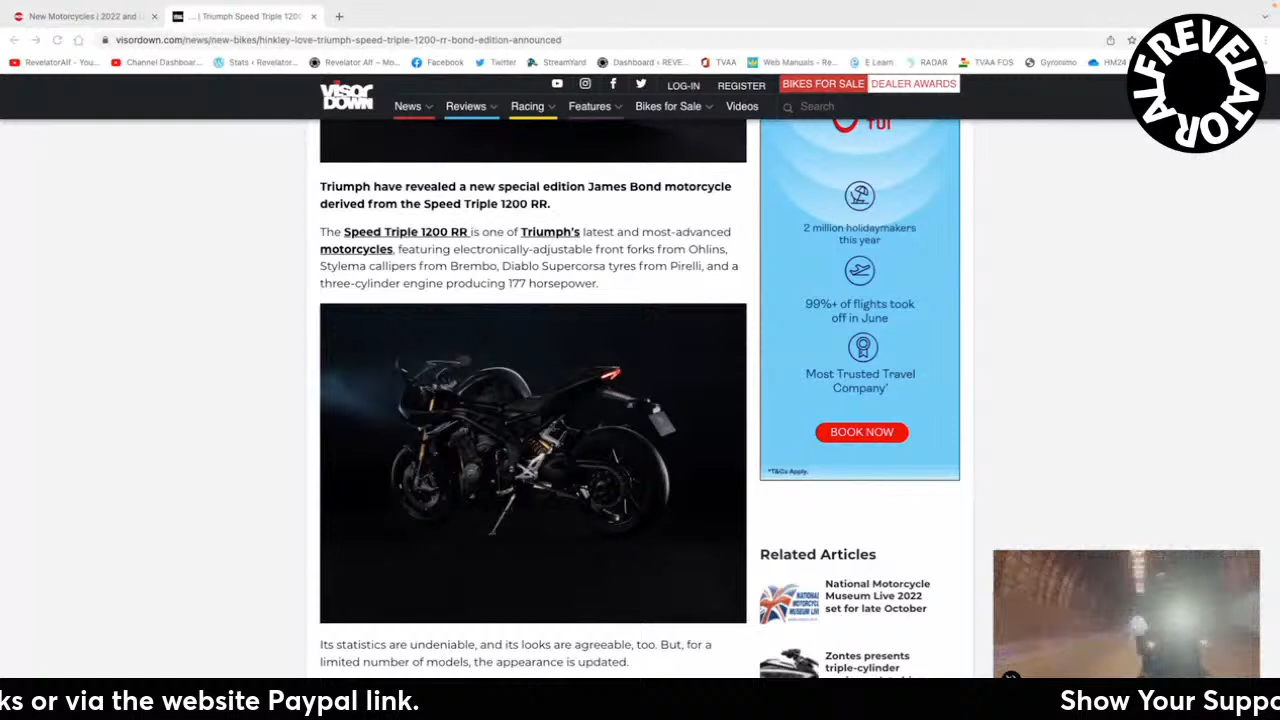 New Motorcycles | 2022 and
... | Triumph Speed Triple 1200
visordown.com/news/new-bikes/hinkley-love-triumph-speed-triple-1200-rr-bond-edition-announced
RevelatorAlf - You...
Channel Dashboar...
Stats ‹ Revelator...
Revelator Alf – Mo...
Facebook
Twitter
StreamYard
Dashboard ‹ REVE...
TVAA
Web Manuals - Re...
E Learn
RADAR
TVAA FOS
Gyronimo
HM24
ALFREVELATOR
VISOR DOWN
LOG-IN
REGISTER
BIKES FOR SALE
DEALER AWARDS
News
Reviews
Racing
Features
Bikes for Sale
Videos
Search
Triumph have revealed a new special edition James Bond motorcycle
derived from the Speed Triple 1200 RR.
The Speed Triple 1200 RR is one of Triumph's latest and most-advanced
motorcycles, featuring electronically-adjustable front forks from Ohlins,
Stylema callipers from Brembo, Diablo Supercorsa tyres from Pirelli, and a
three-cylinder engine producing 177 horsepower.
Its statistics are undeniable, and its looks are agreeable, too. But, for a
limited number of models, the appearance is updated.
TUI
2 million holidaymakers
this year
99%+ of flights took
off in June
Most Trusted Travel
Company'
BOOK NOW
*T&Cs Apply.
Related Articles
National Motorcycle
Museum Live 2022
set for late October
Zontes presents
triple-cylinder
ks or via the website Paypal link.
Show Your Suppo